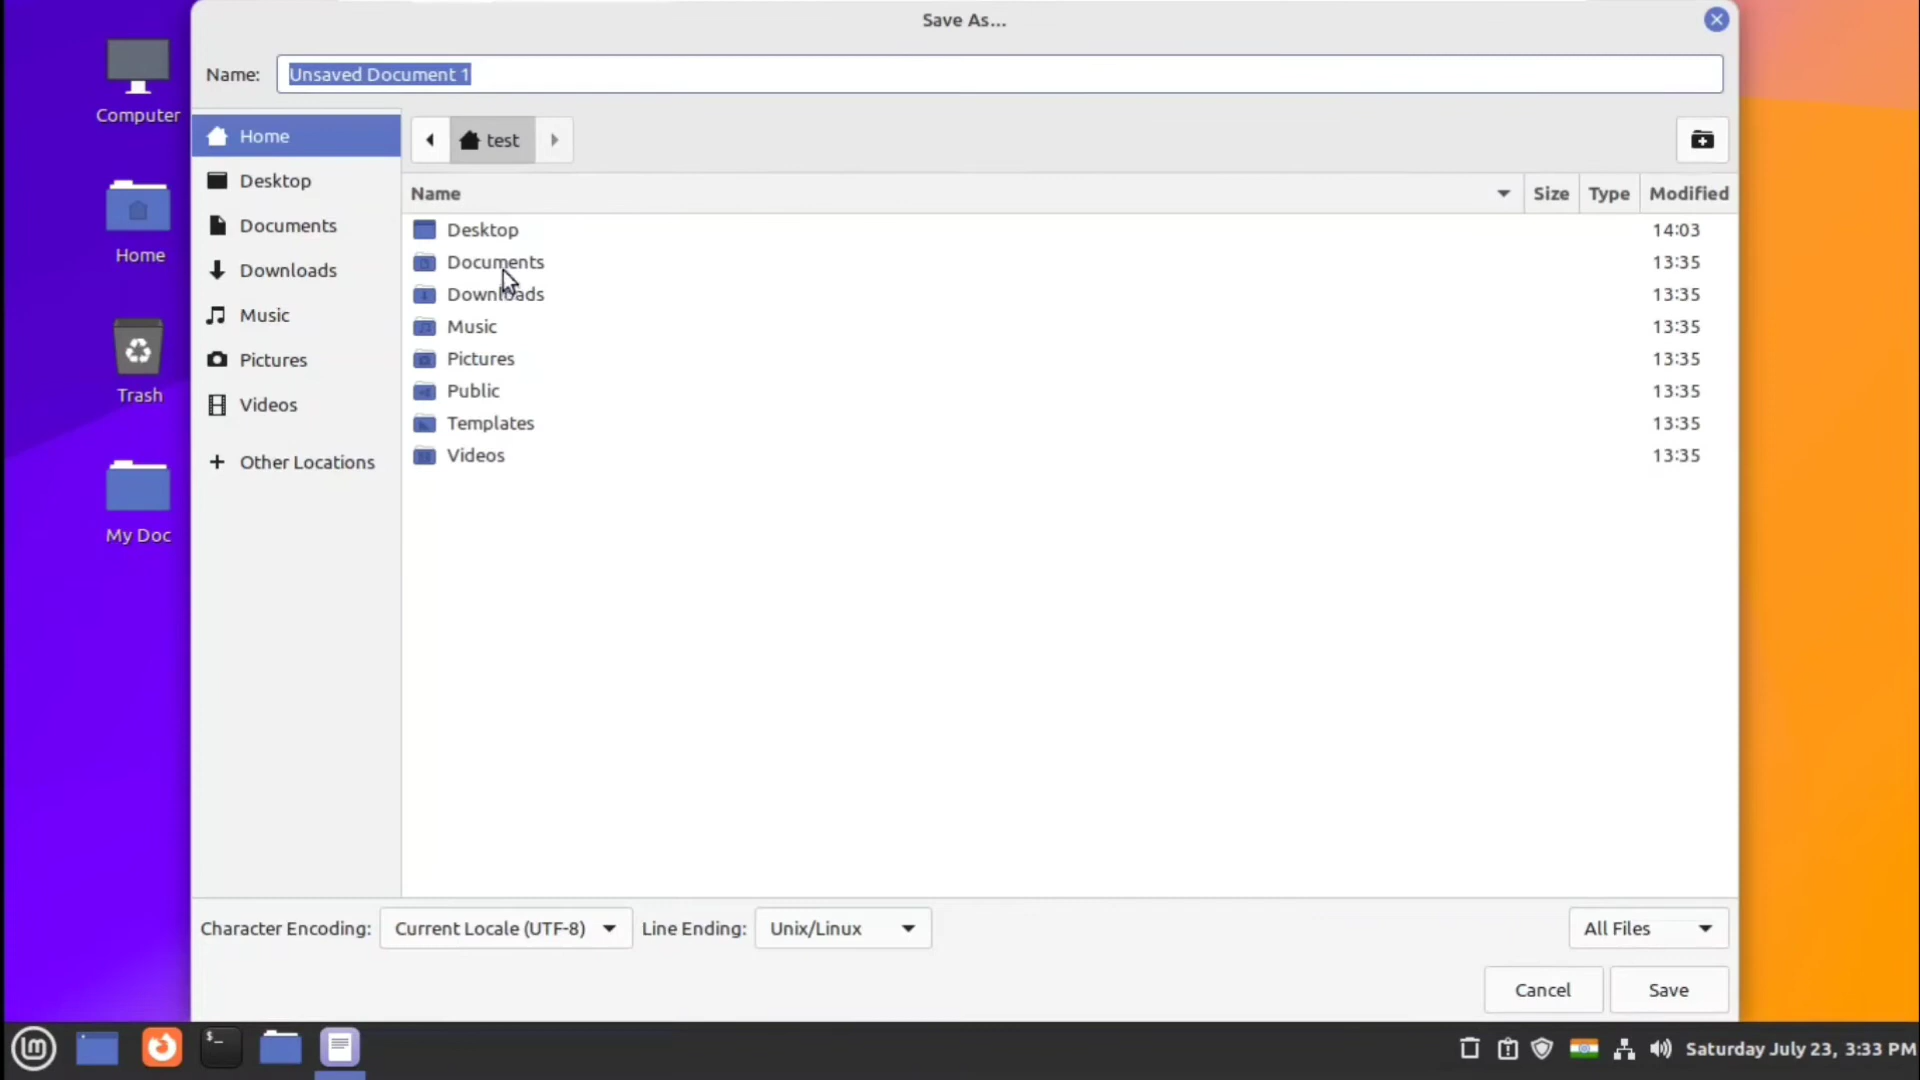 Save As...
Name: Unsaved Document 1
Computer
Home
Trash
My Doc
Home
Desktop
Documents
Downloads
Music
Pictures
Videos
Other Locations
test
Name Size Type Modified
Desktop 14:03
Documents 13:35
Downloads 13:35
Music 13:35
Pictures 13:35
Public 13:35
Templates 13:35
Videos 13:35
Character Encoding: Current Locale (UTF-8) Line Ending: Unix/Linux All Files
Cancel Save
Saturday July 23, 3:33 PM